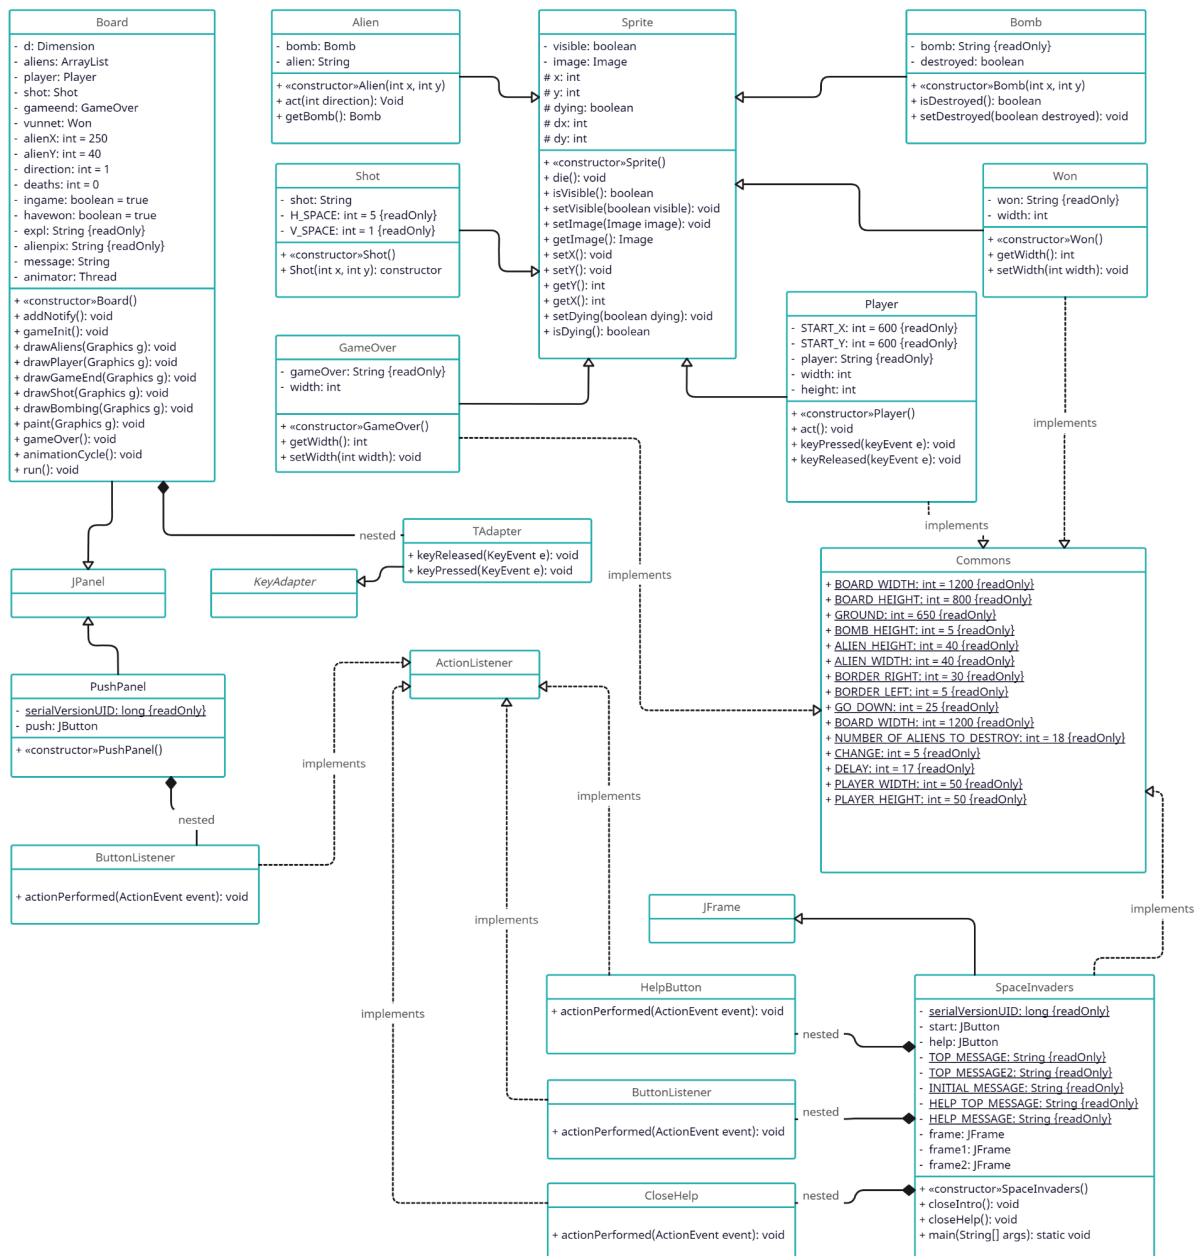 Board
- d: Dimension
- aliens: ArrayList
- player: Player
- shot: Shot
- gameend: GameOver
- vunnet: Won
- alienX: int = 250
- alienY: int = 40
- direction: int = 1
- deaths: int = 0
- ingame: boolean = true
- havewon: boolean = true
- expl: String {readOnly}
- alienpix: String {readOnly}
- message: String
- animator: Thread
+ «constructor»Board()
+ addNotify(): void
+ gameInit(): void
+ drawAliens(Graphics g): void
+ drawPlayer(Graphics g): void
+ drawGameEnd(Graphics g): void
+ drawShot(Graphics g): void
+ drawBombing(Graphics g): void
+ paint(Graphics g): void
+ gameOver(): void
+ animationCycle(): void
+ run(): void
Alien
- bomb: Bomb
- alien: String
+ «constructor»Alien(int x, int y)
+ act(int direction): Void
+ getBomb(): Bomb
Shot
- shot: String
- H_SPACE: int = 5 {readOnly}
- V_SPACE: int = 1 {readOnly}
+ «constructor»Shot()
+ Shot(int x, int y): constructor
GameOver
- gameOver: String {readOnly}
- width: int
+ «constructor»GameOver()
+ getWidth(): int
+ setWidth(int width): void
Sprite
- visible: boolean
- image: Image
# x: int
# y: int
# dying: boolean
# dx: int
# dy: int
+ «constructor»Sprite()
+ die(): void
+ isVisible(): boolean
+ setVisible(boolean visible): void
+ setImage(Image image): void
+ getImage(): Image
+ setX(): void
+ setY(): void
+ getY(): int
+ getX(): int
+ setDying(boolean dying): void
+ isDying(): boolean
Bomb
- bomb: String {readOnly}
- destroyed: boolean
+ «constructor»Bomb(int x, int y)
+ isDestroyed(): boolean
+ setDestroyed(boolean destroyed): void
Won
- won: String {readOnly}
- width: int
+ «constructor»Won()
+ getWidth(): int
+ setWidth(int width): void
Player
- START_X: int = 600 {readOnly}
- START_Y: int = 600 {readOnly}
- player: String {readOnly}
- width: int
- height: int
+ «constructor»Player()
+ act(): void
+ keyPressed(keyEvent e): void
+ keyReleased(keyEvent e): void
implements
implements
nested
TAdapter
+ keyReleased(KeyEvent e): void
+ keyPressed(KeyEvent e): void
JPanel
KeyAdapter
implements
Commons
+ BOARD_WIDTH: int = 1200 {readOnly}
+ BOARD_HEIGHT: int = 800 {readOnly}
+ GROUND: int = 650 {readOnly}
+ BOMB_HEIGHT: int = 5 {readOnly}
+ ALIEN_HEIGHT: int = 40 {readOnly}
+ ALIEN_WIDTH: int = 40 {readOnly}
+ BORDER_RIGHT: int = 30 {readOnly}
+ BORDER_LEFT: int = 5 {readOnly}
+ GO_DOWN: int = 25 {readOnly}
+ BOARD_WIDTH: int = 1200 {readOnly}
+ NUMBER_OF_ALIENS_TO_DESTROY: int = 18 {readOnly}
+ CHANGE: int = 5 {readOnly}
+ DELAY: int = 17 {readOnly}
+ PLAYER_WIDTH: int = 50 {readOnly}
+ PLAYER_HEIGHT: int = 50 {readOnly}
ActionListener
PushPanel
- serialVersionUID: long {readOnly}
- push: JButton
+ «constructor»PushPanel()
implements
implements
nested
ButtonListener
+ actionPerformed(ActionEvent event): void
JFrame
implements
implements
implements
HelpButton
+ actionPerformed(ActionEvent event): void
nested
ButtonListener
+ actionPerformed(ActionEvent event): void
nested
CloseHelp
+ actionPerformed(ActionEvent event): void
nested
SpaceInvaders
- serialVersionUID: long {readOnly}
- start: JButton
- help: JButton
- TOP_MESSAGE: String {readOnly}
- TOP_MESSAGE2: String {readOnly}
- INITIAL_MESSAGE: String {readOnly}
- HELP_TOP_MESSAGE: String {readOnly}
- HELP_MESSAGE: String {readOnly}
- frame: JFrame
- frame1: JFrame
- frame2: JFrame
+ «constructor»SpaceInvaders()
+ closeIntro(): void
+ closeHelp(): void
+ main(String[] args): static void